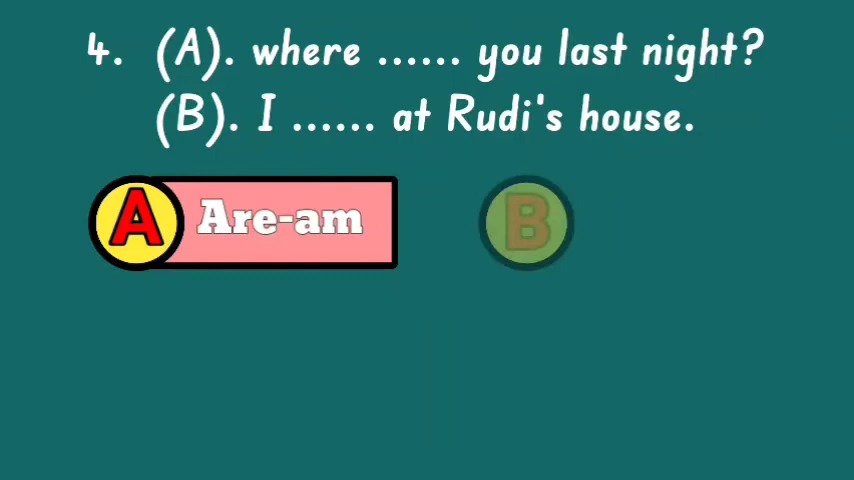 4. (A). where ...... you last night?
(B). I ...... at Rudi's house.
A Are-am
B